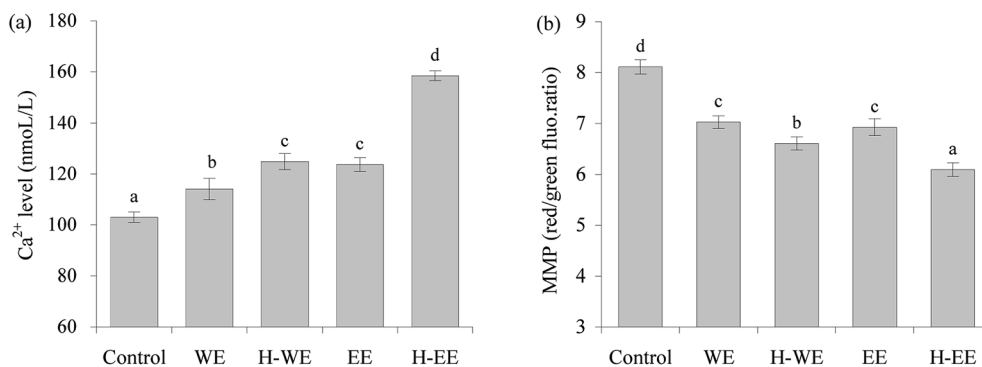 (a)
Ca²⁺ level (nmoL/L)
180
160
140
120
100
80
60
a
b
c
c
d
Control WE H-WE EE H-EE
(b)
MMP (red/green fluo.ratio)
9
8
7
6
5
4
3
d
c
b
c
a
Control WE H-WE EE H-EE